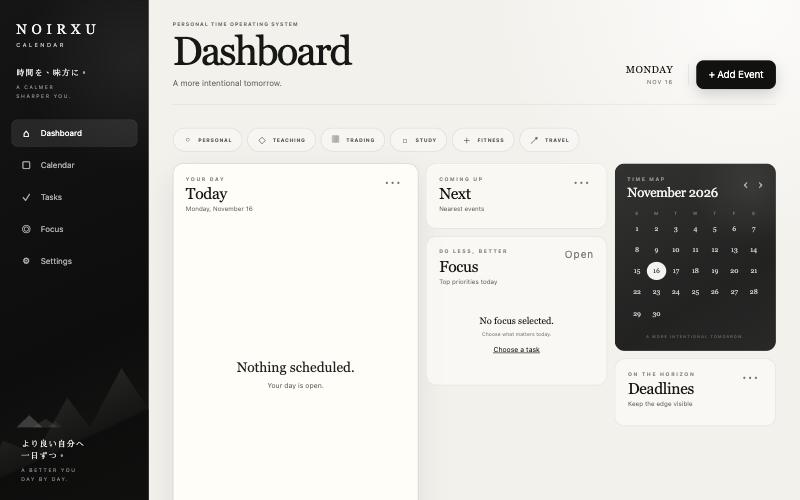 NOIRXU
CALENDAR
時間を、味方に。
A CALMER
SHARPER YOU.
Dashboard
Calendar
Tasks
Focus
Settings
より良い自分へ
一日ずつ。
A BETTER YOU
DAY BY DAY.
PERSONAL TIME OPERATING SYSTEM
Dashboard
A more intentional tomorrow.
MONDAY
NOV 16
+ Add Event
PERSONAL
TEACHING
TRADING
STUDY
FITNESS
TRAVEL
YOUR DAY
Today
Monday, November 16
Nothing scheduled.
Your day is open.
COMING UP
Next
Nearest events
DO LESS, BETTER
Open
Focus
Top priorities today
No focus selected.
Choose what matters today.
Choose a task
TIME MAP
November 2026
S M T W T F S
1 2 3 4 5 6 7
8 9 10 11 12 13 14
15 16 17 18 19 20 21
22 23 24 25 26 27 28
29 30
A MORE INTENTIONAL TOMORROW
ON THE HORIZON
Deadlines
Keep the edge visible